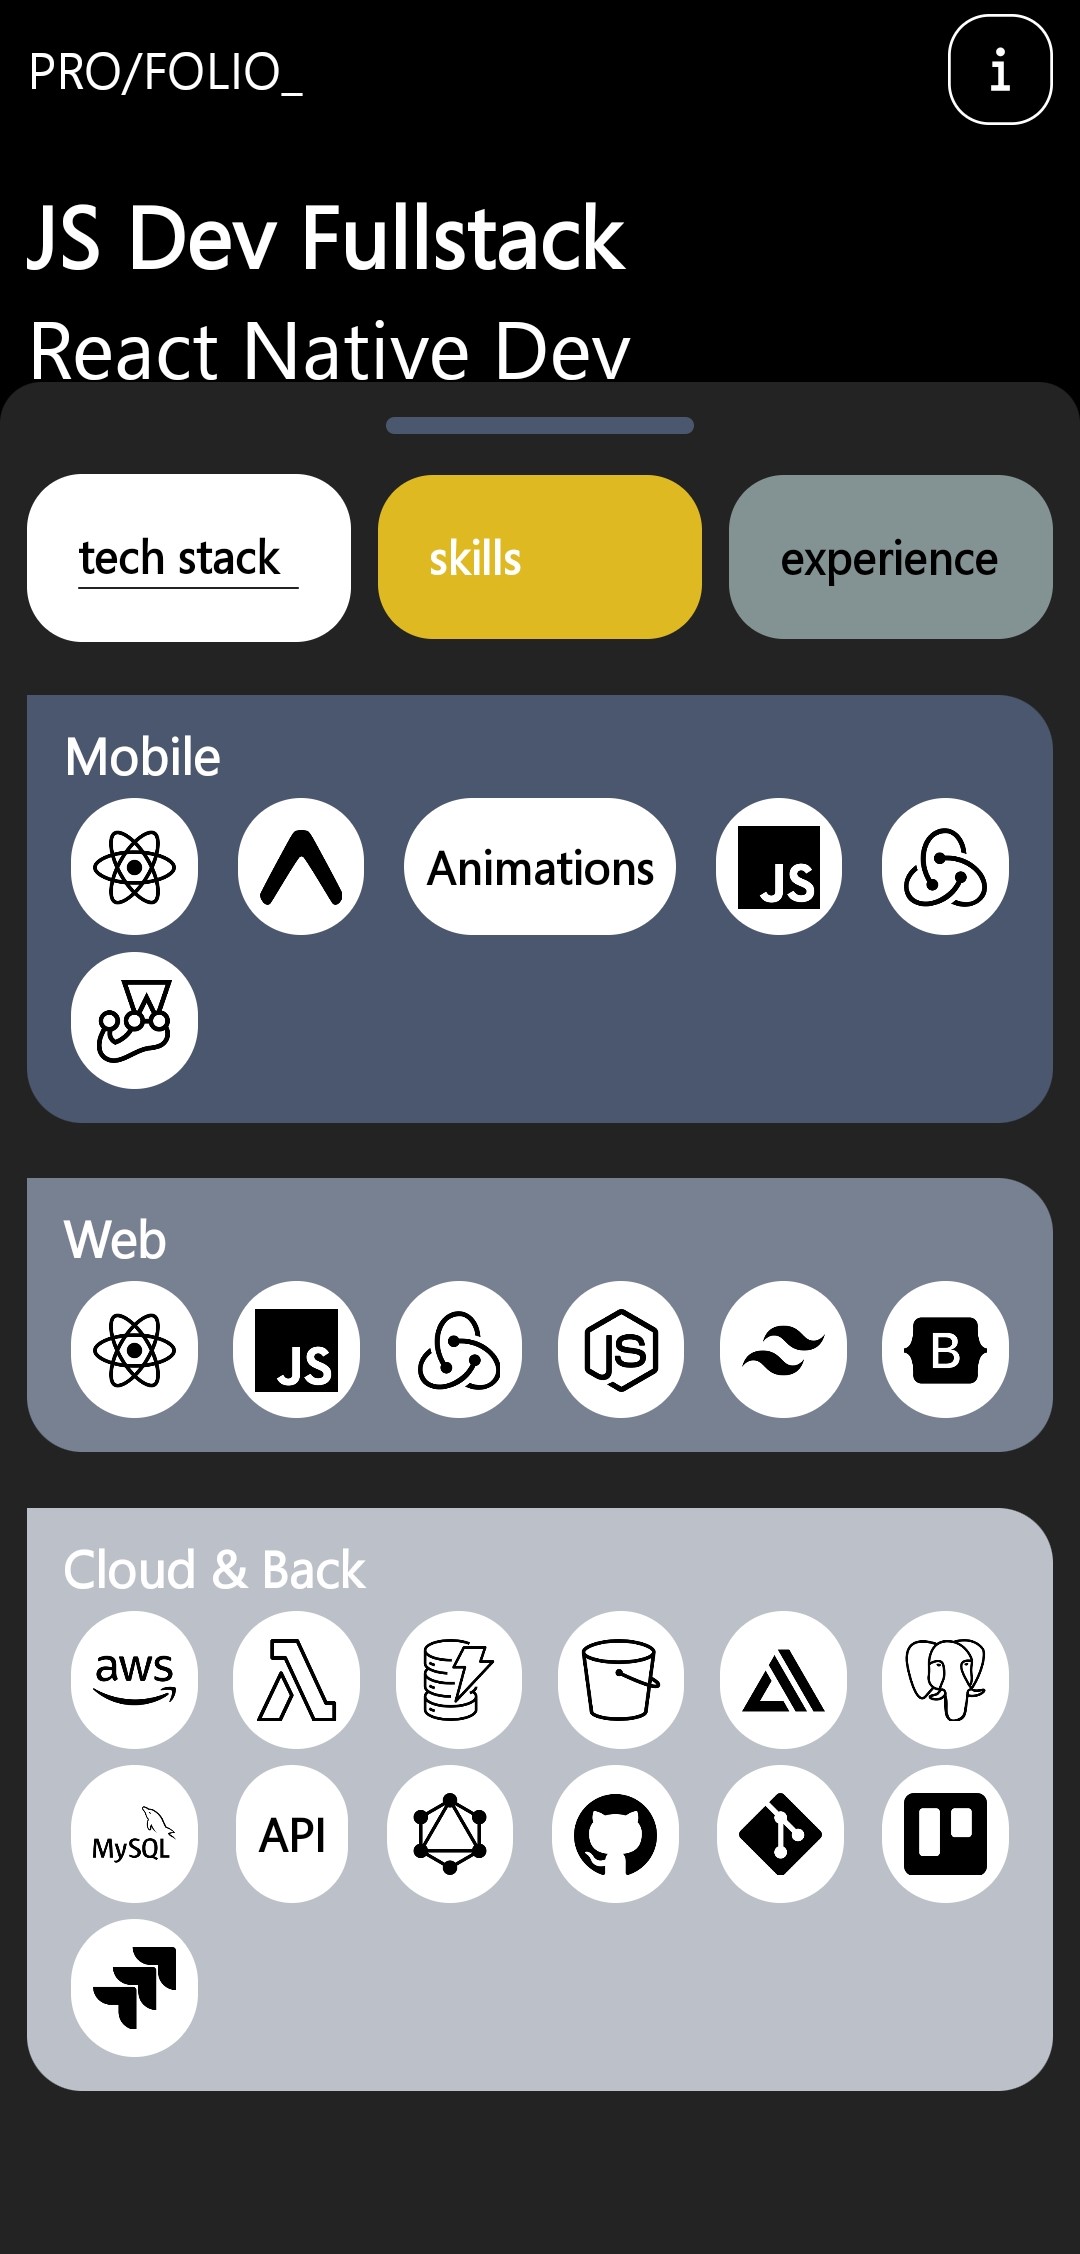 PRO/FOLIO_
i
JS Dev Fullstack
React Native Dev
tech stack
skills
experience
Mobile
Animations
JS
Web
JS
JS
B
Cloud & Back
aws
MySQL
API